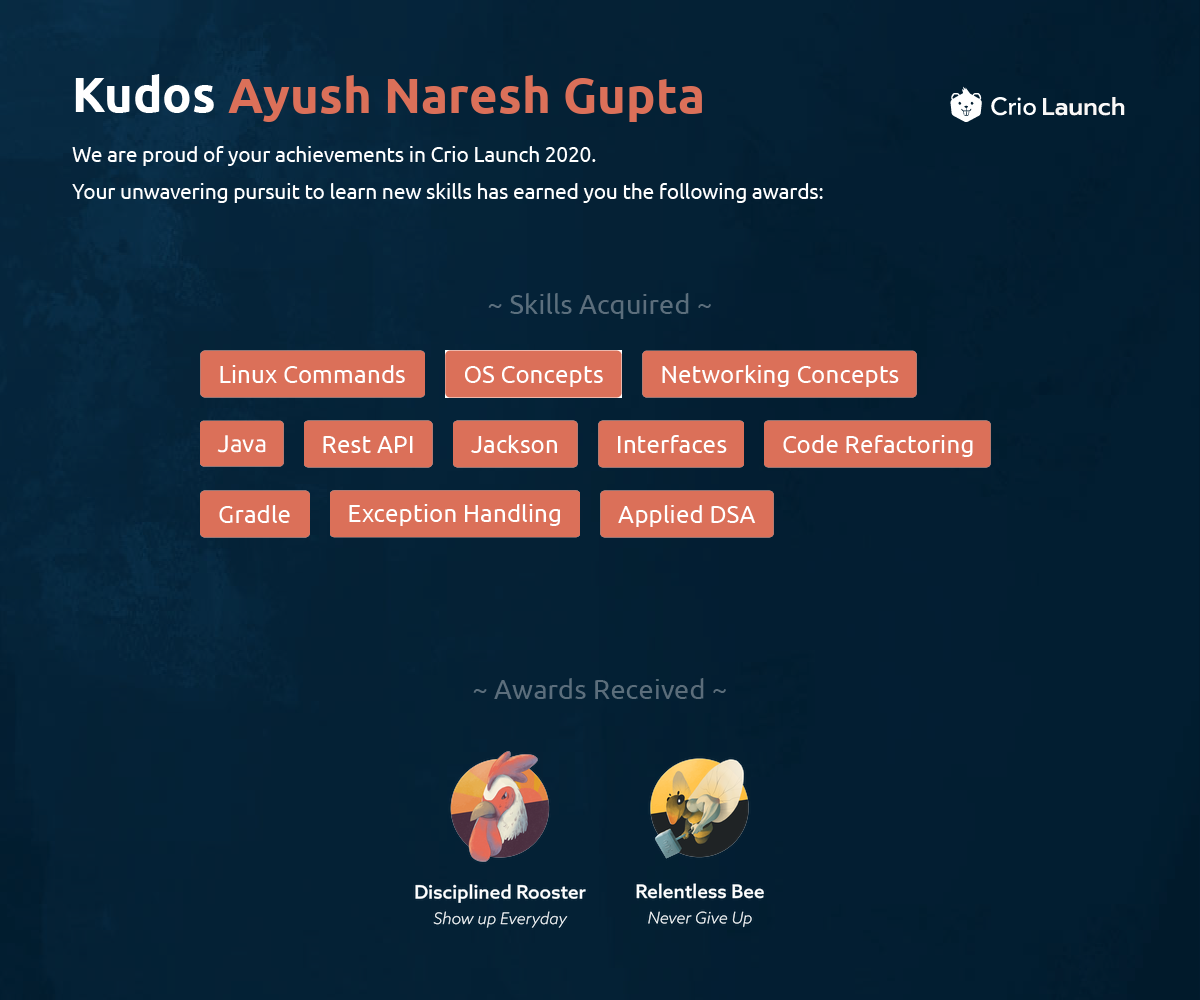 Kudos Ayush Naresh Gupta
Crio Launch
We are proud of your achievements in Crio Launch 2020.
Your unwavering pursuit to learn new skills has earned you the following awards:
~ Skills Acquired ~
Linux Commands OS Concepts Networking Concepts
Java Rest API Jackson Interfaces Code Refactoring
Gradle Exception Handling Applied DSA
~ Awards Received ~
Disciplined Rooster Relentless Bee
Show up Everyday Never Give Up